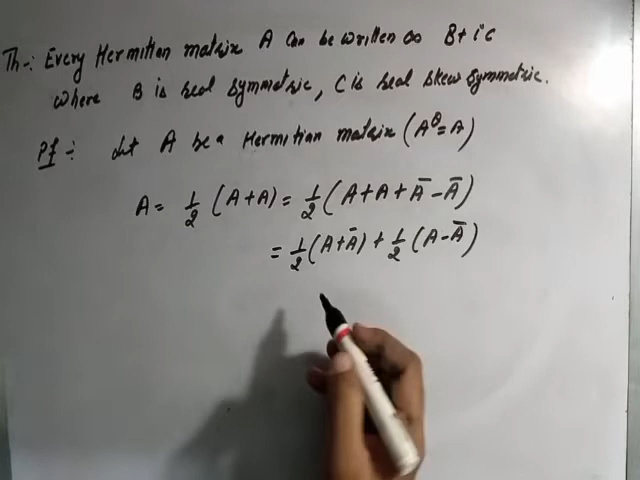 Th-: Every Hermitian matrix A can be written as B+ic
where B is real symmetric, C is real skew symmetric.
Pf :- Let A be a Hermitian matrix (A^θ=A)
A= 1/2 (A+A) = 1/2 (A+A+Ā-Ā)
= 1/2 (A+Ā) + 1/2 (A-Ā)